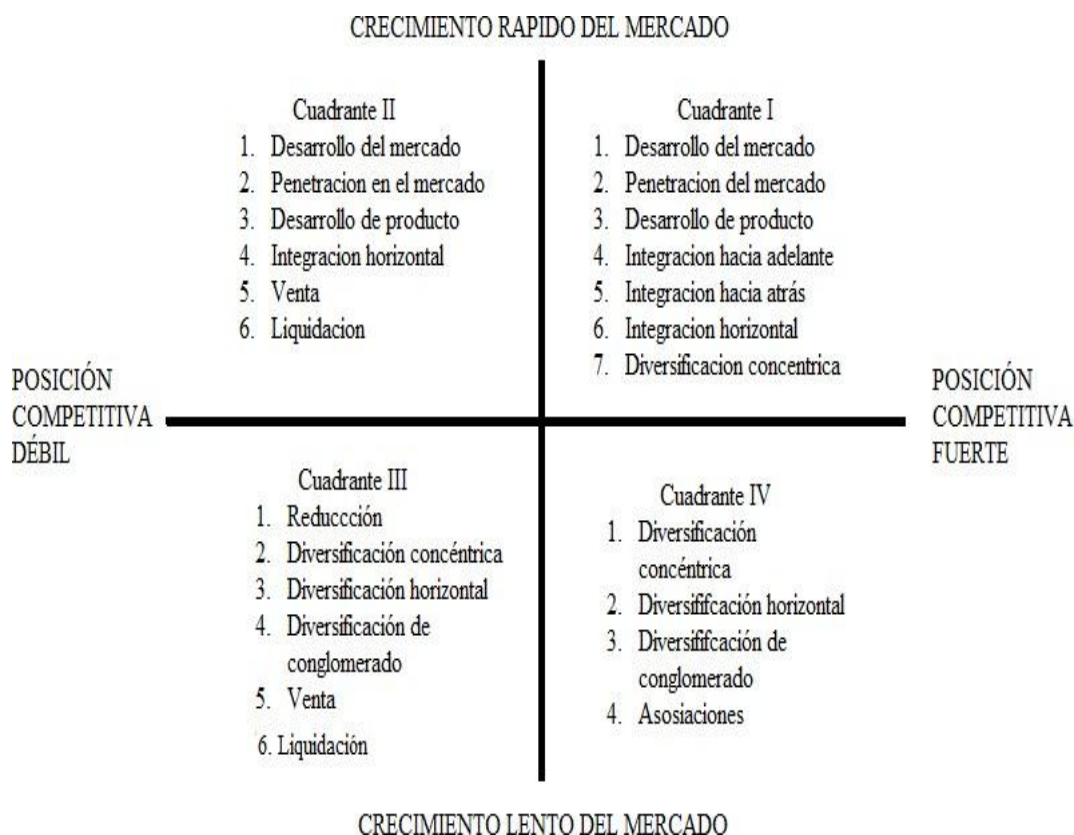 CRECIMIENTO RAPIDO DEL MERCADO
Cuadrante II
1. Desarrollo del mercado
2. Penetracion en el mercado
3. Desarrollo de producto
4. Integracion horizontal
5. Venta
6. Liquidacion
Cuadrante I
1. Desarrollo del mercado
2. Penetracion del mercado
3. Desarrollo de producto
4. Integracion hacia adelante
5. Integracion hacia atrás
6. Integracion horizontal
7. Diversificacion concentrica
POSICIÓN
COMPETITIVA
DÉBIL
POSICIÓN
COMPETITIVA
FUERTE
Cuadrante III
1. Reduccción
2. Diversificación concéntrica
3. Diversificación horizontal
4. Diversificación de
conglomerado
5. Venta
6. Liquidación
Cuadrante IV
1. Diversificación
concéntrica
2. Diversififcación horizontal
3. Diversififcación de
conglomerado
4. Asosiaciones
CRECIMIENTO LENTO DEL MERCADO